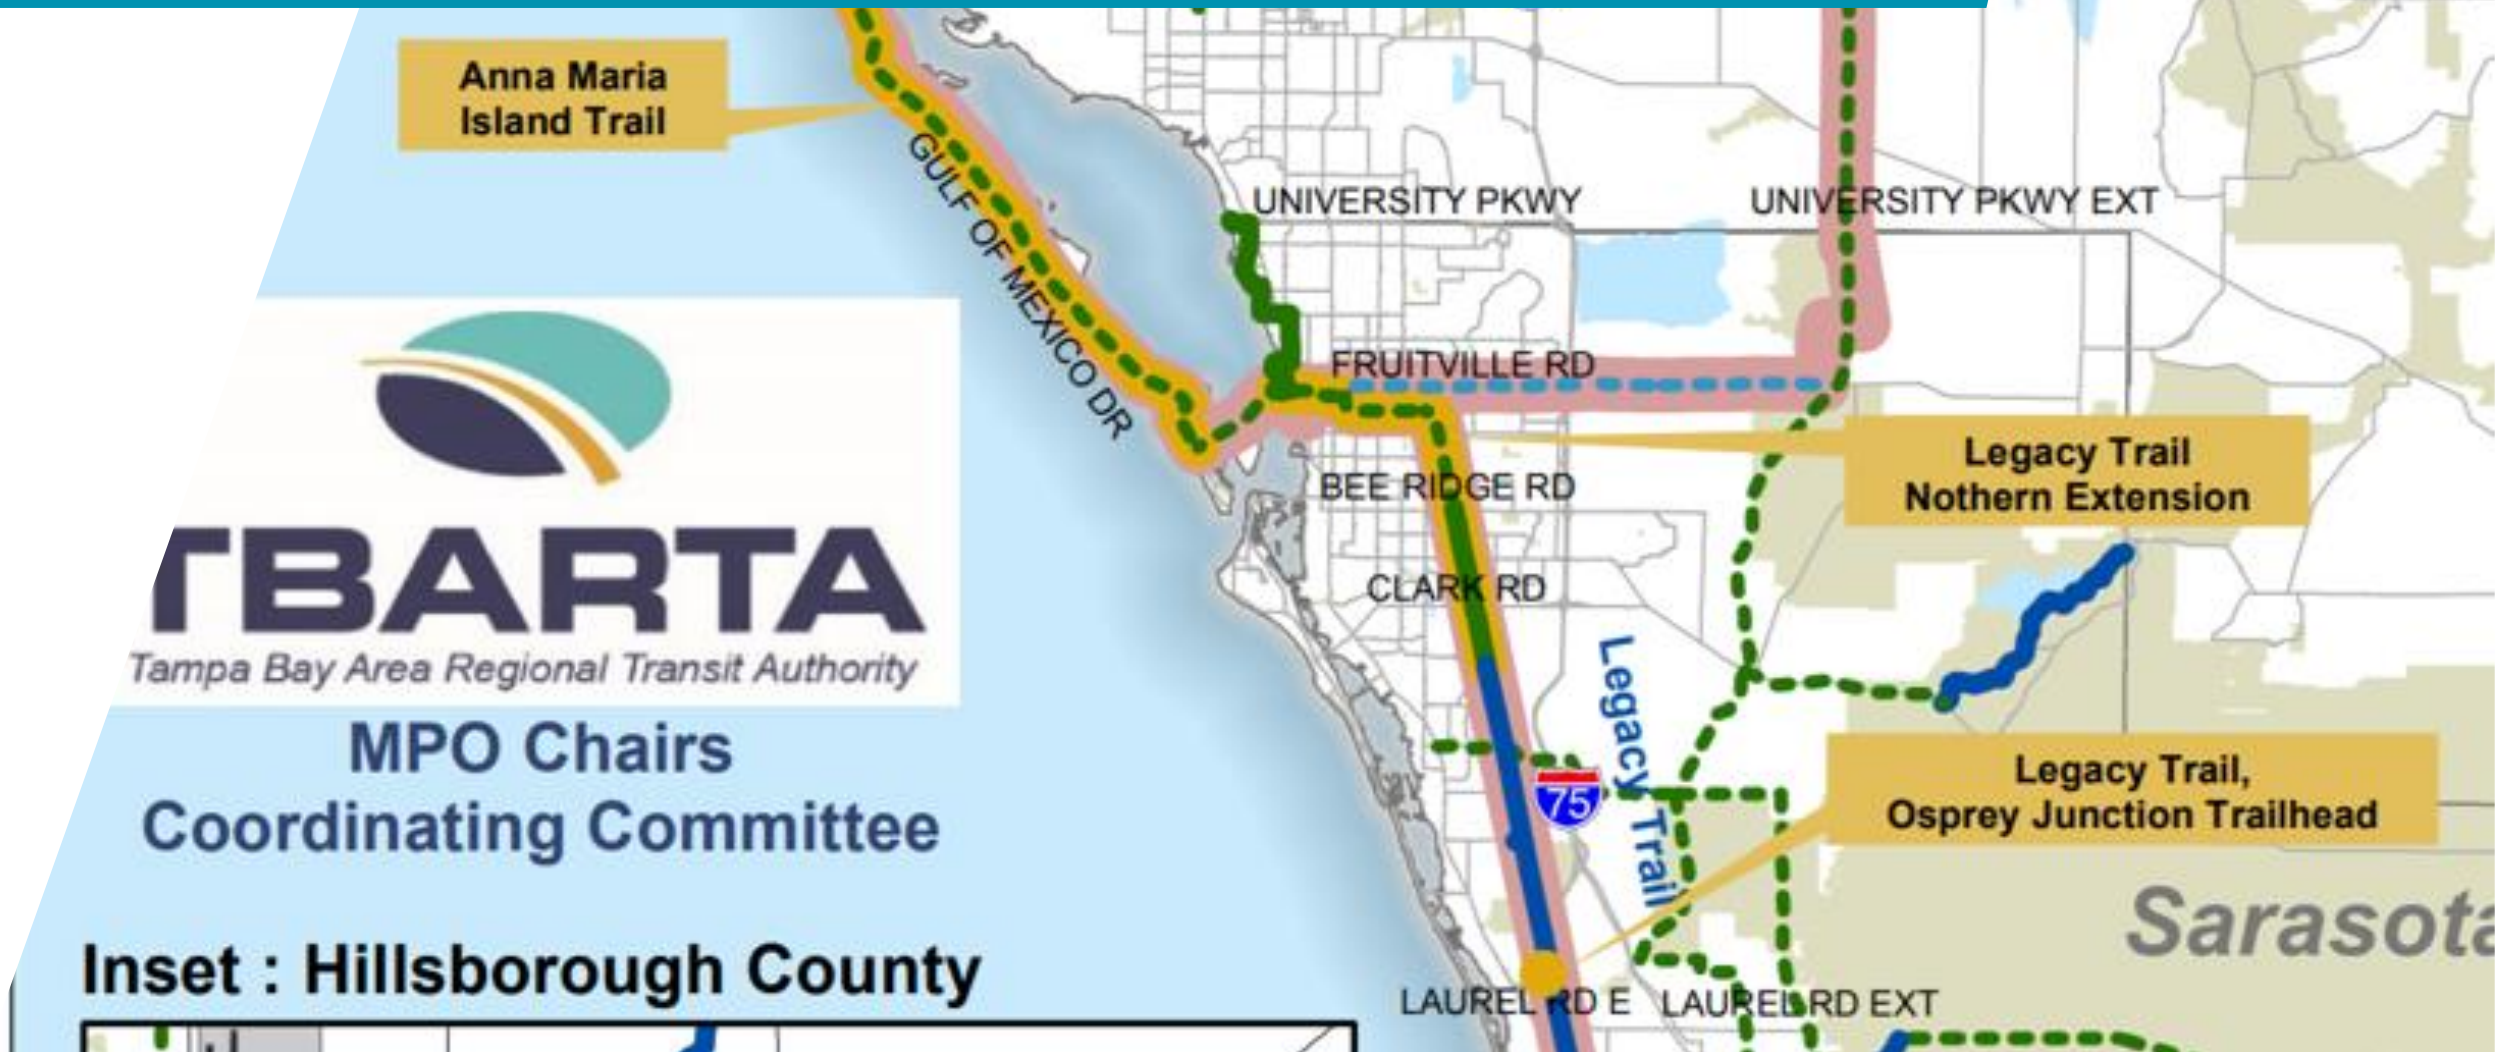 Anna Maria
Island Trail
GULF OF MEXICO DR
UNIVERSITY PKWY
UNIVERSITY PKWY EXT
FRUITVILLE RD
Legacy Trail
Nothern Extension
BEE RIDGE RD
CLARK RD
TBARTA
Tampa Bay Area Regional Transit Authority
MPO Chairs
Coordinating Committee
Legacy Trail
75
Legacy Trail,
Osprey Junction Trailhead
Sarasota
Inset : Hillsborough County
LAUREL RD E
LAUREL RD EXT